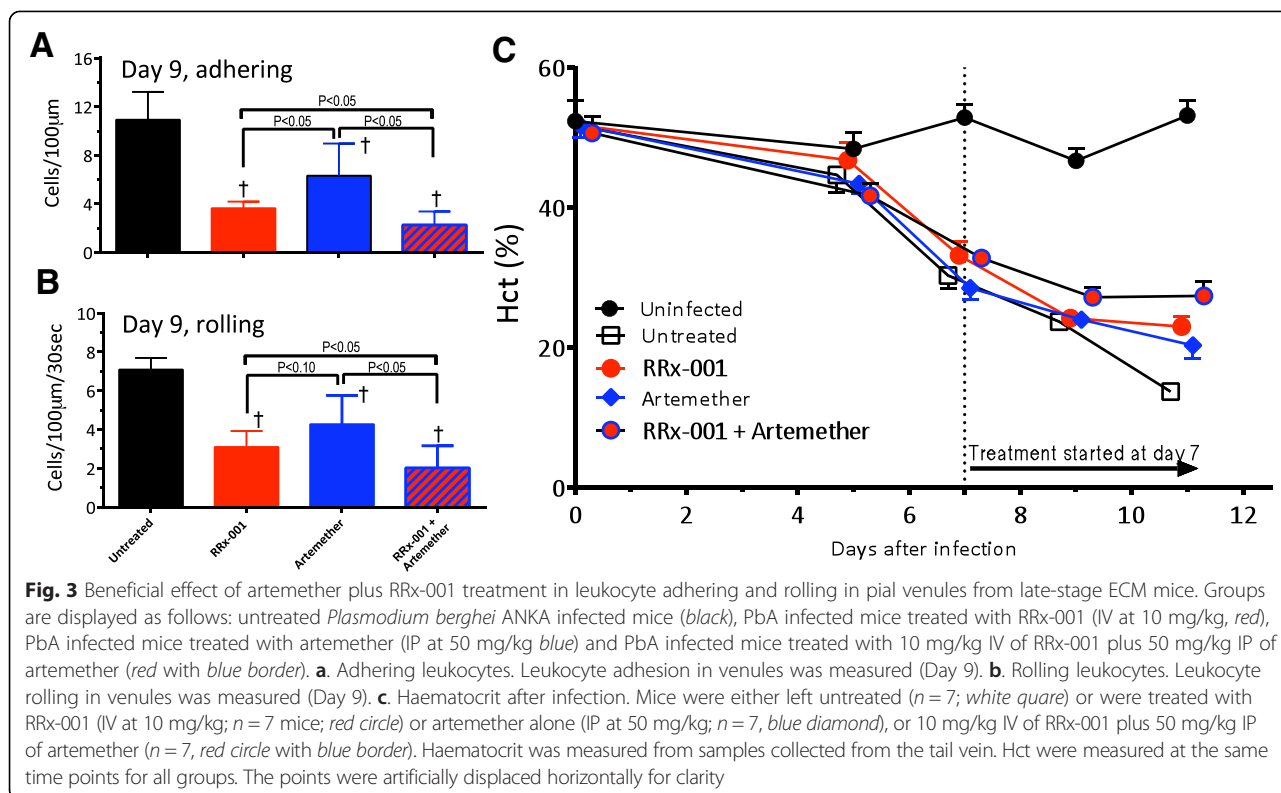 A
16
12
8
4
0
Cells/100µm
Day 9, adhering
P<0.05
P<0.05
P<0.05
†
†
†
B
10
8
6
4
2
0
Cells/100µm/30sec
Day 9, rolling
P<0.05
P<0.10
P<0.05
†
†
†
Untreated
RRx-001
Artemether
RRx-001 +
Artemether
C
60
40
20
0
Hct (%)
Uninfected
Untreated
RRx-001
Artemether
RRx-001 + Artemether
Treatment started at day 7
0 2 4 6 8 10 12
Days after infection
Fig. 3 Beneficial effect of artemether plus RRx-001 treatment in leukocyte adhering and rolling in pial venules from late-stage ECM mice. Groups
are displayed as follows: untreated Plasmodium berghei ANKA infected mice (black), PbA infected mice treated with RRx-001 (IV at 10 mg/kg, red),
PbA infected mice treated with artemether (IP at 50 mg/kg blue) and PbA infected mice treated with 10 mg/kg IV of RRx-001 plus 50 mg/kg IP of
artemether (red with blue border). a. Adhering leukocytes. Leukocyte adhesion in venules was measured (Day 9). b. Rolling leukocytes. Leukocyte
rolling in venules was measured (Day 9). c. Haematocrit after infection. Mice were either left untreated (n = 7; white quare) or were treated with
RRx-001 (IV at 10 mg/kg; n = 7 mice; red circle) or artemether alone (IP at 50 mg/kg; n = 7, blue diamond), or 10 mg/kg IV of RRx-001 plus 50 mg/kg IP
of artemether (n = 7, red circle with blue border). Haematocrit was measured from samples collected from the tail vein. Hct were measured at the same
time points for all groups. The points were artificially displaced horizontally for clarity